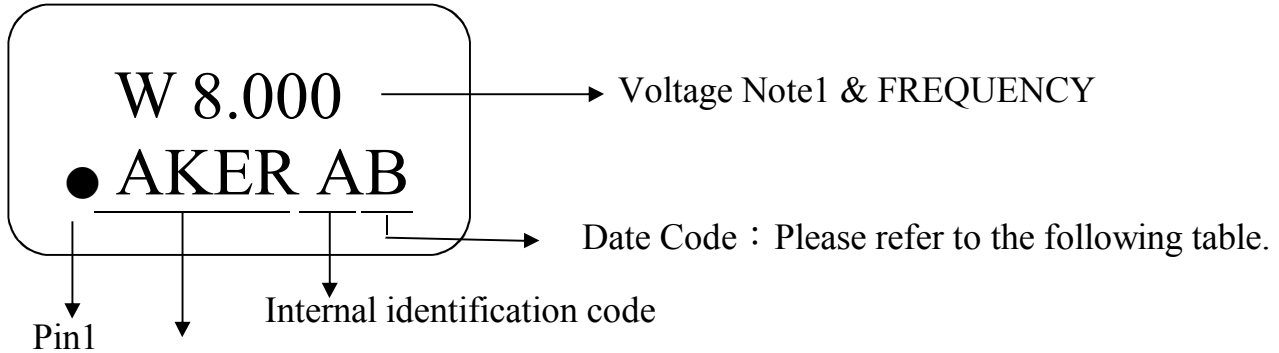 W 8.000
Voltage Note1 & FREQUENCY
● AKER AB
Date Code：Please refer to the following table.
Internal identification code
Pin1